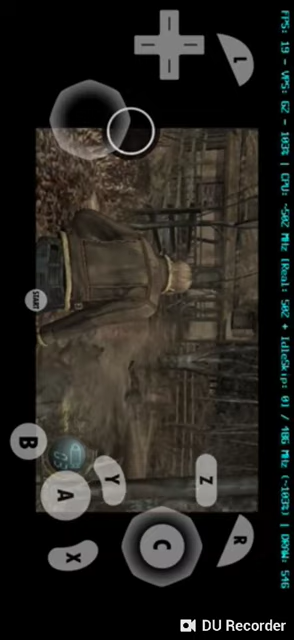 FPS: 19 - VPS: 62 - 103% | CPU: ~502 MHz [Real: 502 + IdleSkip: 0] / 486 MHz (~103%) | DRAW: 546
L
START
B
A
Y
X
Z
C
R
DU Recorder